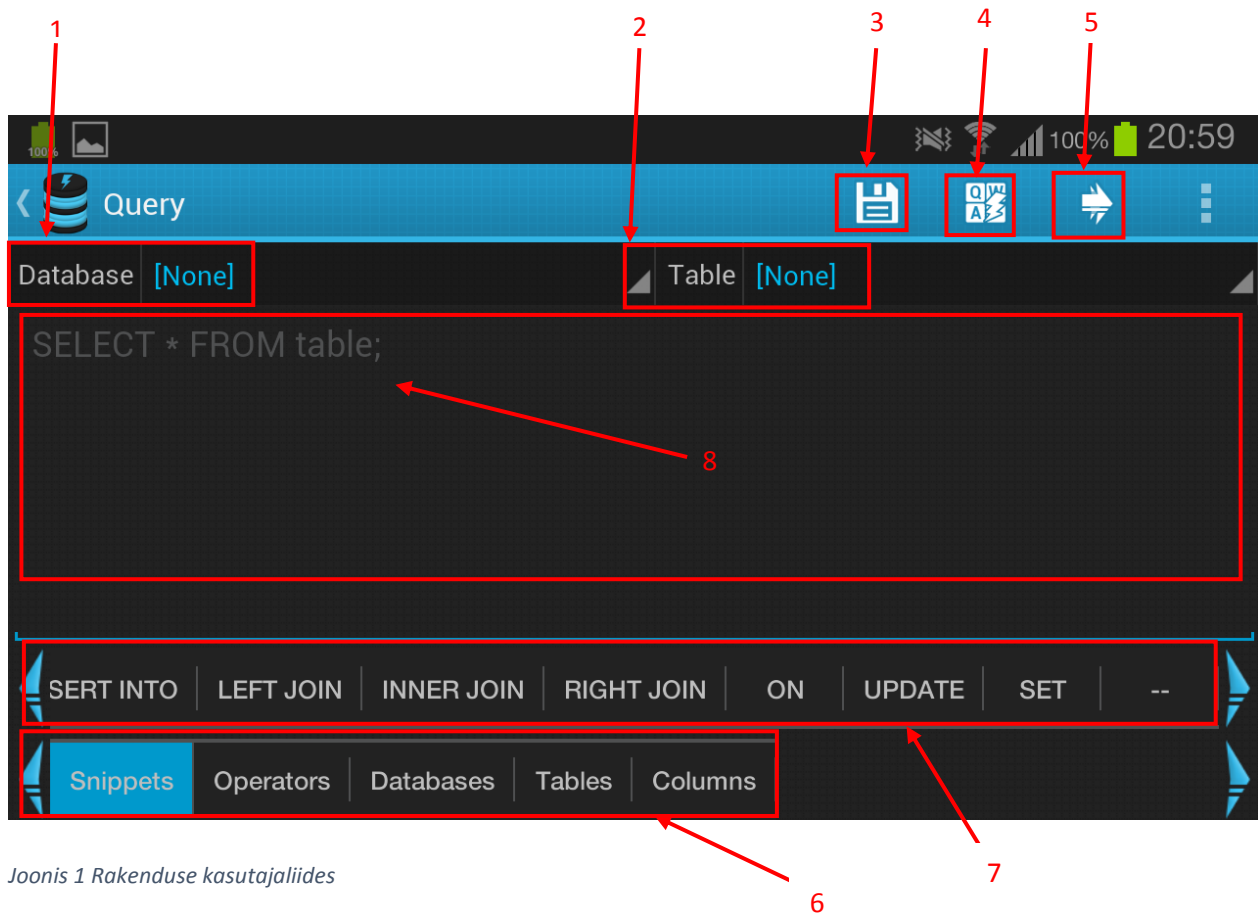 1 2 3 4 5
100% 100% 20:59
Query Q W A
Database [None] Table [None]
SELECT * FROM table;
8
SERT INTO LEFT JOIN INNER JOIN RIGHT JOIN ON UPDATE SET --
Snippets Operators Databases Tables Columns
7
Joonis 1 Rakenduse kasutajaliides
6